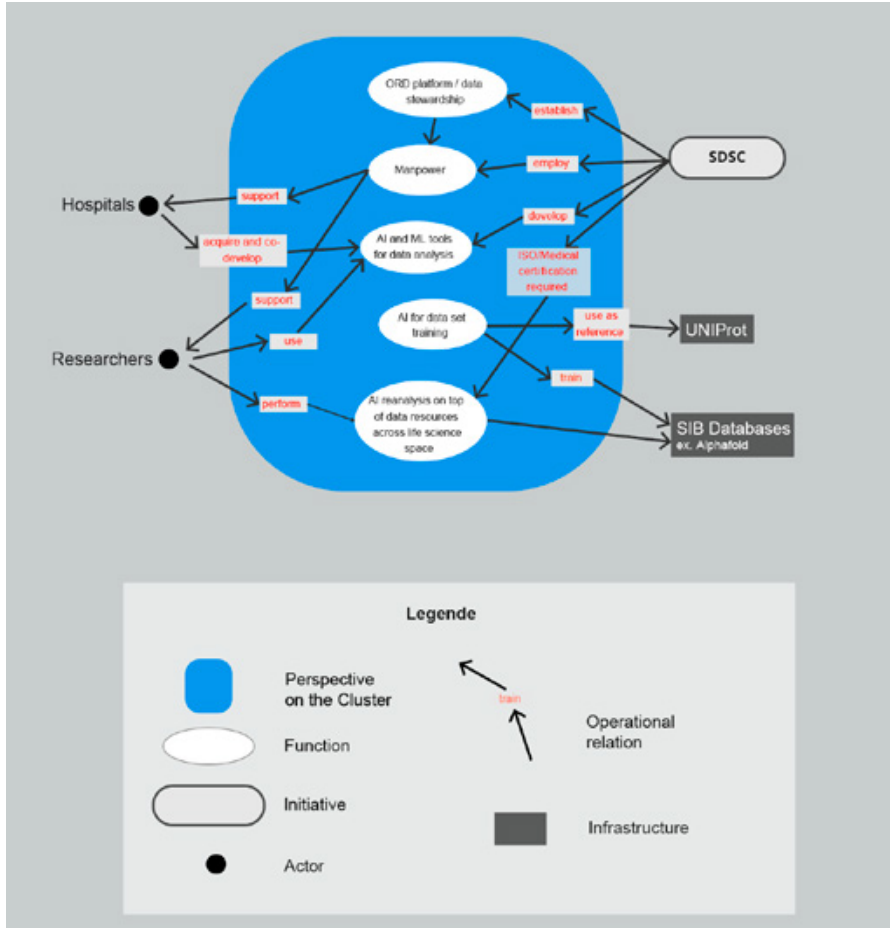 ORD platform / data
stewardship
establish
SDSC
Manpower
employ
support
Hospitals
develop
acquire and co-
develop
AI and ML tools
for data analysis
ISO/Medical
certification
required
support
AI for data set
training
use as
reference
UNIProt
use
Researchers
train
perform
AI reanalysis on top
of data resources
across life science
space
SIB Databases
ex. Alphafold
Legende
Perspective
on the Cluster
train
Operational
relation
Function
Initiative
Infrastructure
Actor